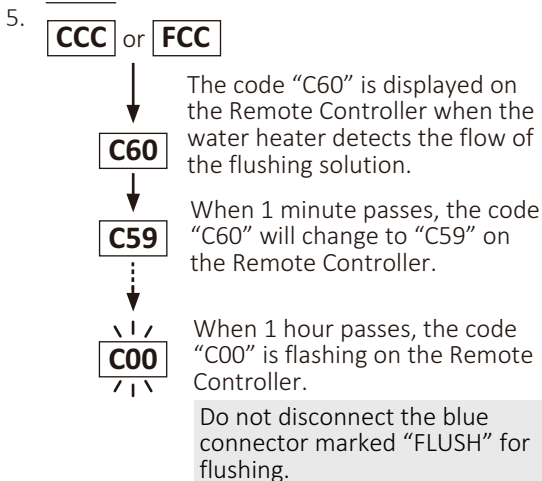 5.
CCC or FCC
The code “C60” is displayed on
the Remote Controller when the
C60 water heater detects the flow of
the flushing solution.
When 1 minute passes, the code
C59 “C60” will change to “C59” on
the Remote Controller.
When 1 hour passes, the code
C00 “C00” is flashing on the Remote
Controller.
Do not disconnect the blue
connector marked “FLUSH” for
flushing.